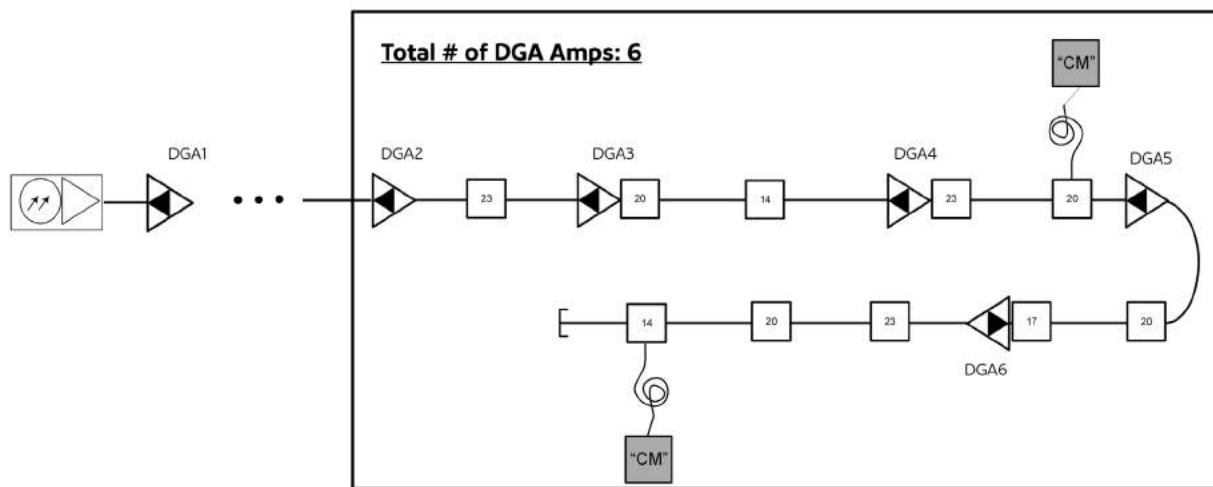 Total # of DGA Amps: 6
"CM"
DGA1
DGA2
DGA3
DGA4
DGA5
23
20
14
23
20
14
20
23
17
20
DGA6
"CM"